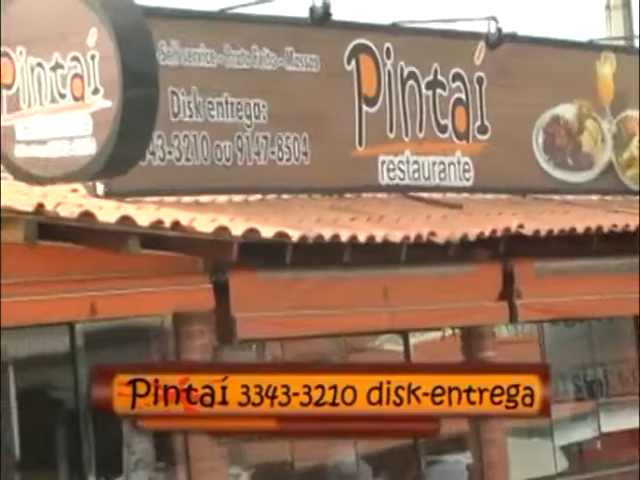 Pintaí
Self-service - Prato Feito - Massas
Disk entrega:
3343-3210 ou 9147-8504
Pintaí
restaurante
Pintaí 3343-3210 disk-entrega